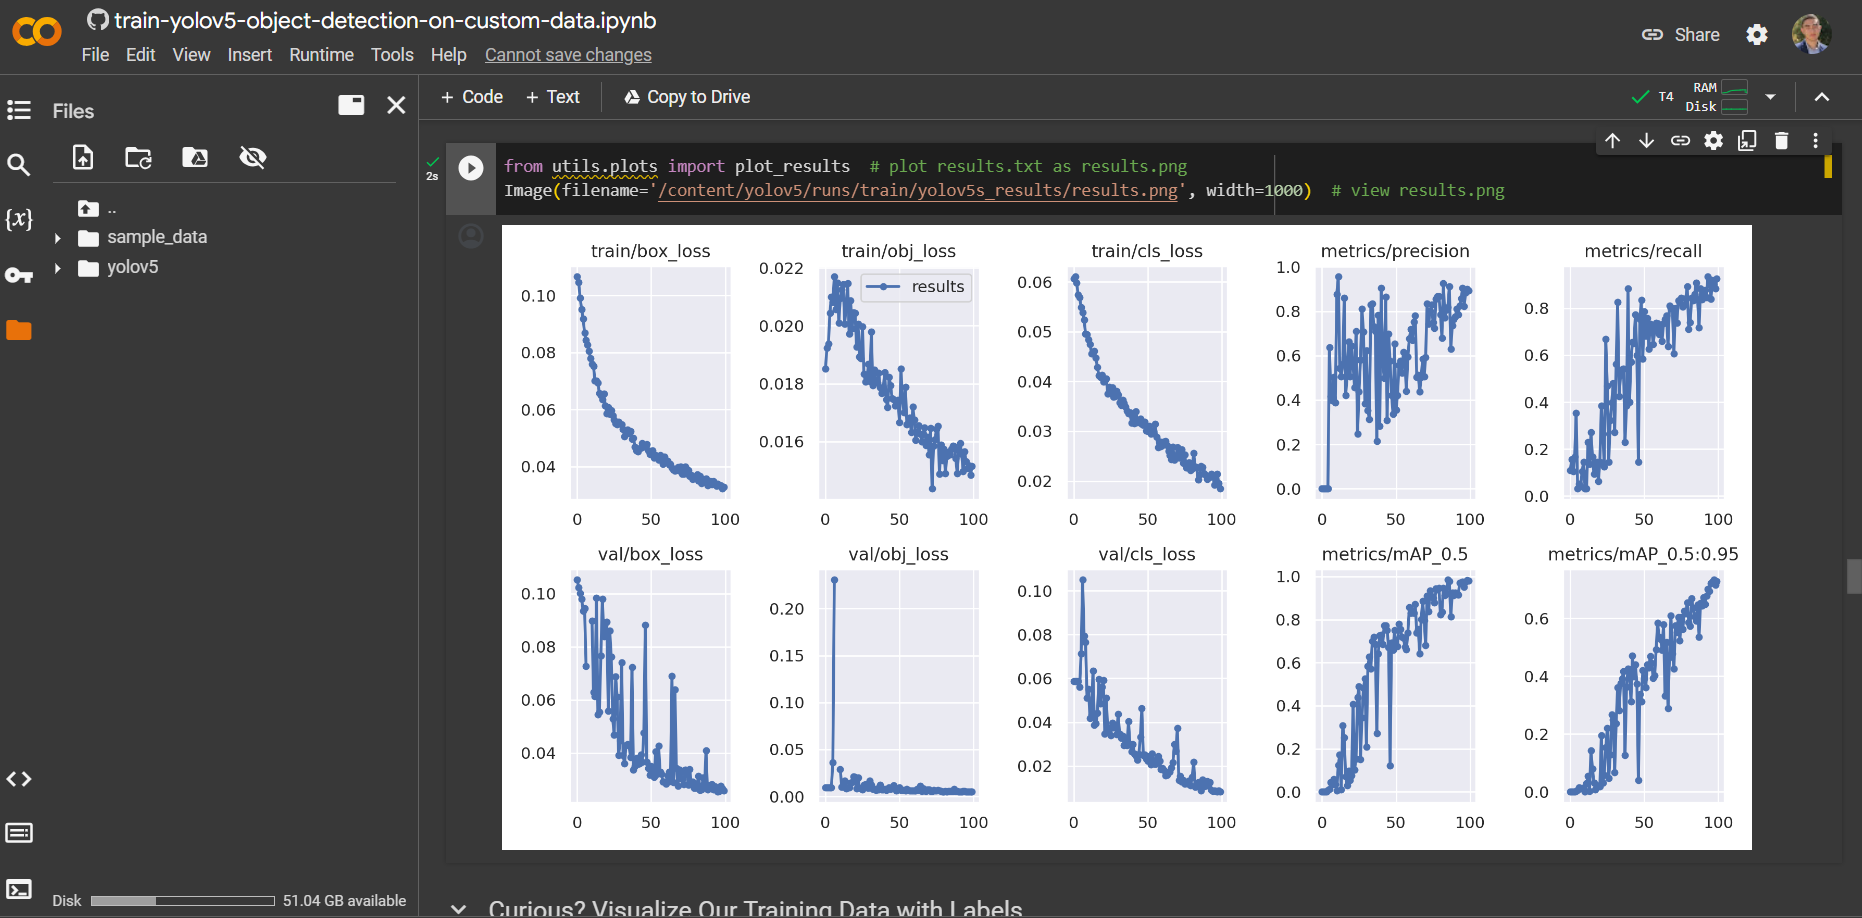 train-yolov5-object-detection-on-custom-data.ipynb
File Edit View Insert Runtime Tools Help Cannot save changes
Share
Files
+ Code + Text Copy to Drive
T4 RAM Disk
..
sample_data
yolov5
{x}
2s
from utils.plots import plot_results # plot results.txt as results.png
Image(filename='/content/yolov5/runs/train/yolov5s_results/results.png', width=1000) # view results.png
train/box_loss
0.10
0.08
0.06
0.04
0 50 100
train/obj_loss
results
0.022
0.020
0.018
0.016
0 50 100
train/cls_loss
0.06
0.05
0.04
0.03
0.02
0 50 100
metrics/precision
1.0
0.8
0.6
0.4
0.2
0.0
0 50 100
metrics/recall
0.8
0.6
0.4
0.2
0.0
0 50 100
val/box_loss
0.10
0.08
0.06
0.04
0 50 100
val/obj_loss
0.20
0.15
0.10
0.05
0.00
0 50 100
val/cls_loss
0.10
0.08
0.06
0.04
0.02
0 50 100
metrics/mAP_0.5
1.0
0.8
0.6
0.4
0.2
0.0
0 50 100
metrics/mAP_0.5:0.95
0.6
0.4
0.2
0.0
0 50 100
Disk 51.04 GB available
Curious? Visualize Our Training Data with Labels